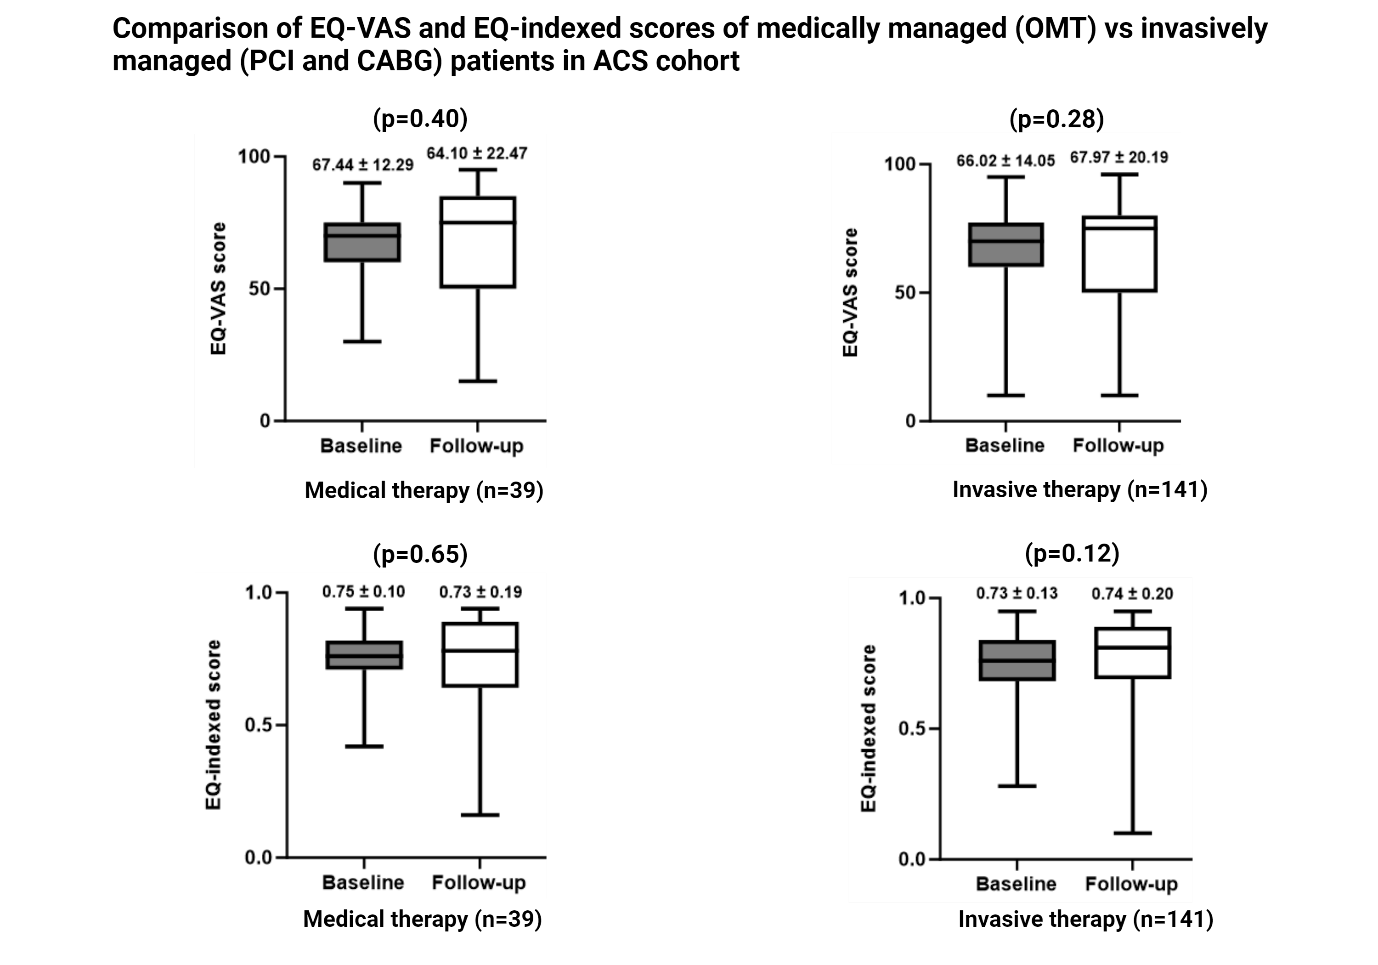 Comparison of EQ-VAS and EQ-indexed scores of medically managed (OMT) vs invasively
managed (PCI and CABG) patients in ACS cohort
(p=0.40)
67.44 ± 12.29
64.10 ± 22.47
100
50
0
EQ-VAS score
Baseline
Follow-up
Medical therapy (n=39)
(p=0.28)
66.02 ± 14.05
67.97 ± 20.19
100
50
0
EQ-VAS score
Baseline
Follow-up
Invasive therapy (n=141)
(p=0.65)
0.75 ± 0.10
0.73 ± 0.19
1.0
0.5
0.0
EQ-indexed score
Baseline
Follow-up
Medical therapy (n=39)
(p=0.12)
0.73 ± 0.13
0.74 ± 0.20
1.0
0.5
0.0
EQ-indexed score
Baseline
Follow-up
Invasive therapy (n=141)